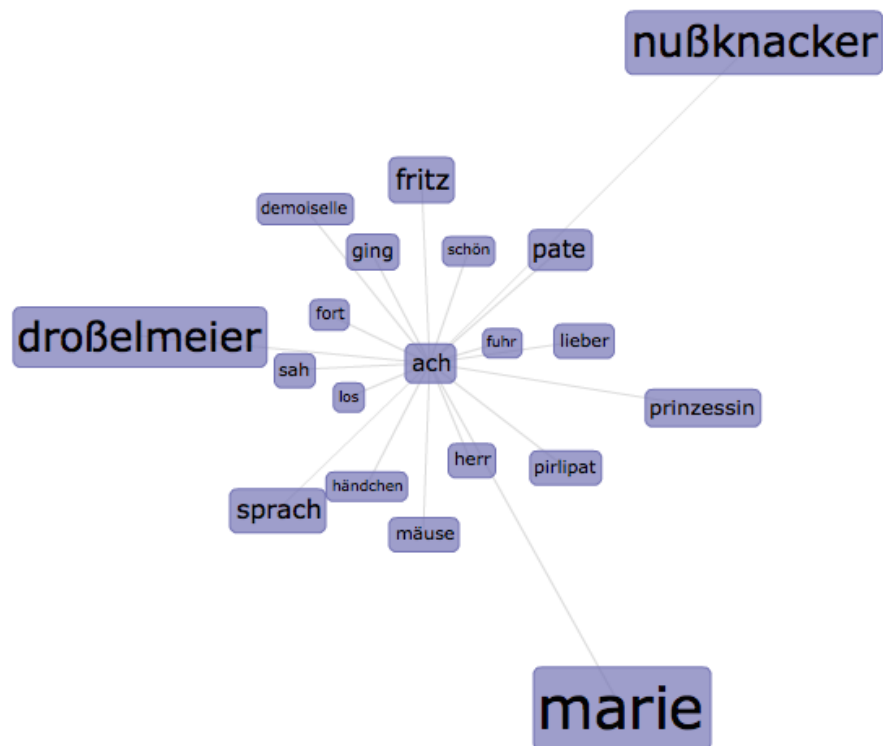 nußknacker
fritz
demoiselle
ging
schön
pate
fort
droßelmeier
fuhr
lieber
ach
sah
los
prinzessin
herr
pirlipat
händchen
sprach
mäuse
marie